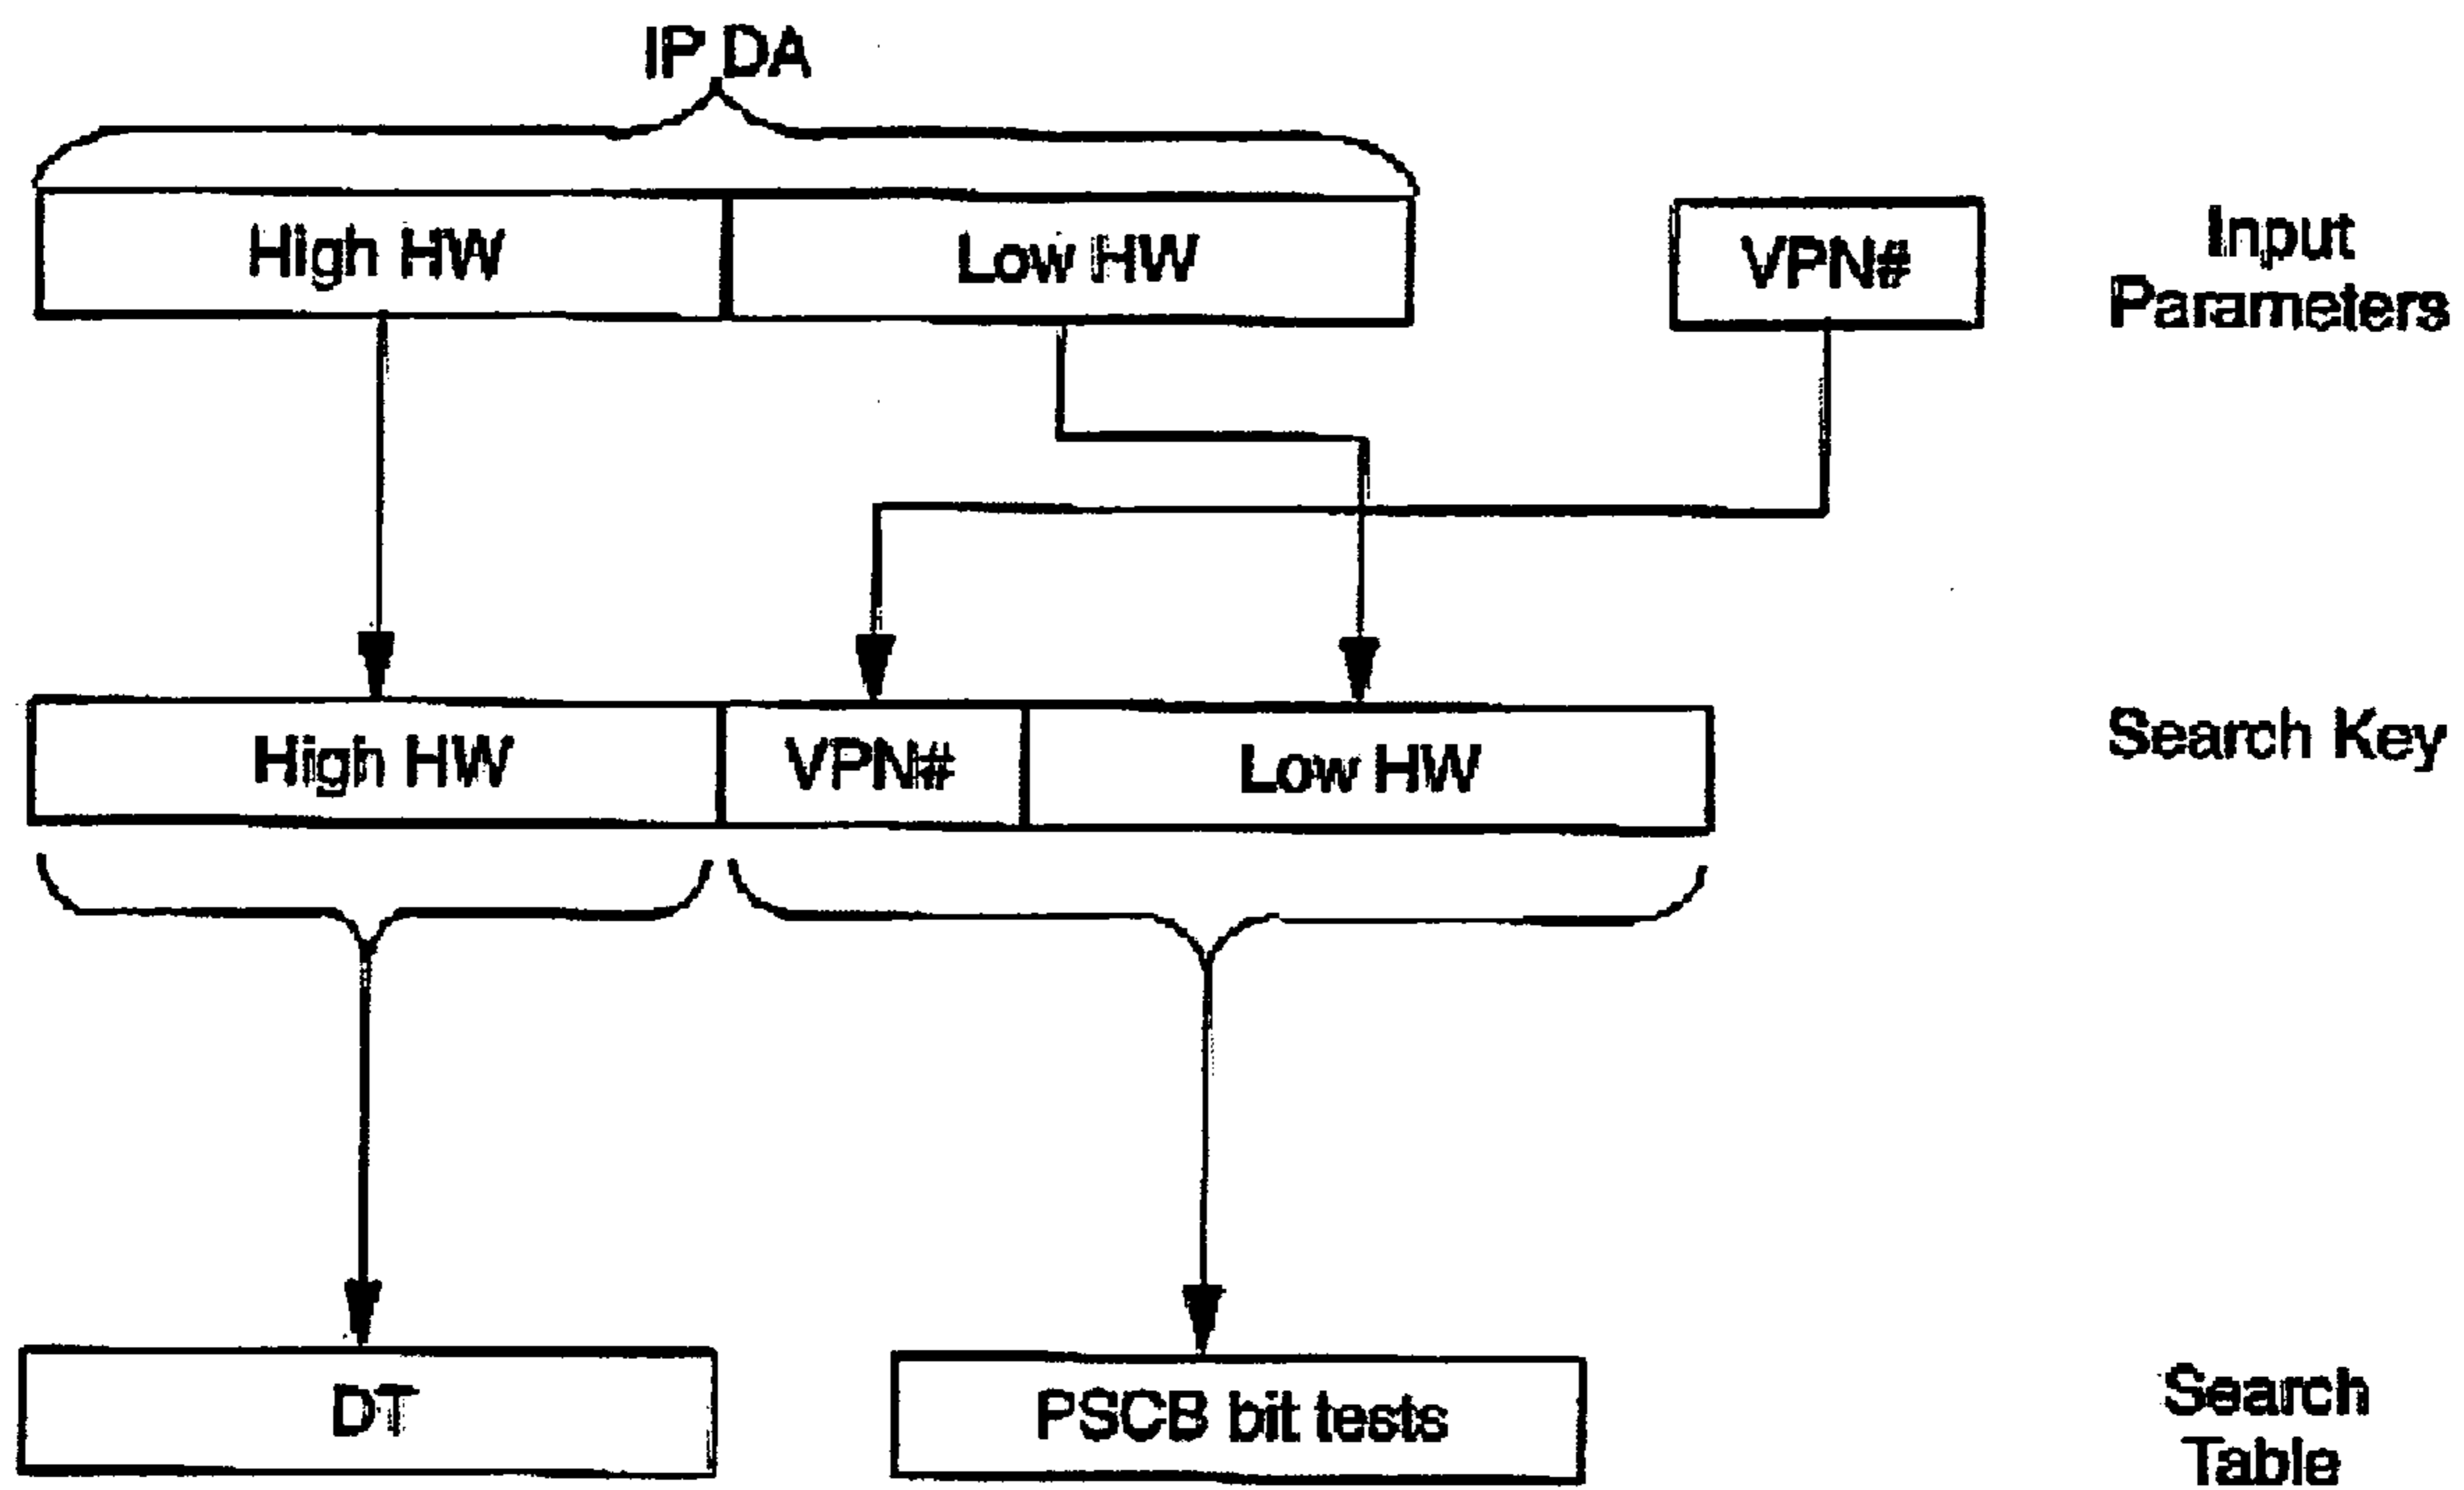 IP DA
High HW
Low HW
VPN#
Input
Parameters
High HW
VPN#
Low HW
Search Key
DT
PSCB bit tests
Search
Table